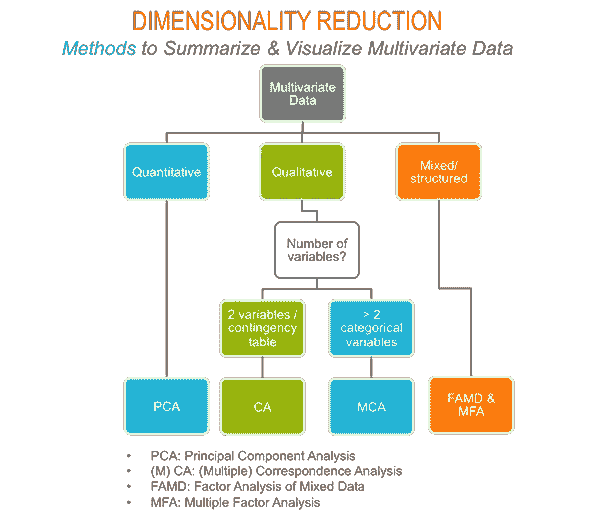 DIMENSIONALITY REDUCTION
Methods to Summarize & Visualize Multivariate Data
Multivariate
Data
Quantitative
Qualitative
Mixed/
structured
Number of
variables?
2 variables /
contingency
table
> 2
categorical
variables
PCA
CA
MCA
FAMD &
MFA
• PCA: Principal Component Analysis
• (M) CA: (Multiple) Correspondence Analysis
• FAMD: Factor Analysis of Mixed Data
• MFA: Multiple Factor Analysis